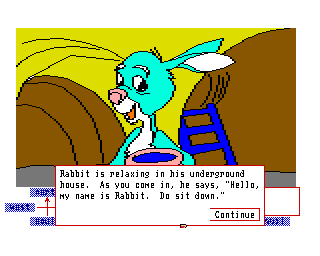 Rabbit is relaxing in his underground
house.  As you come in, he says, "Hello,
my name is Rabbit.  Do sit down."
Continue